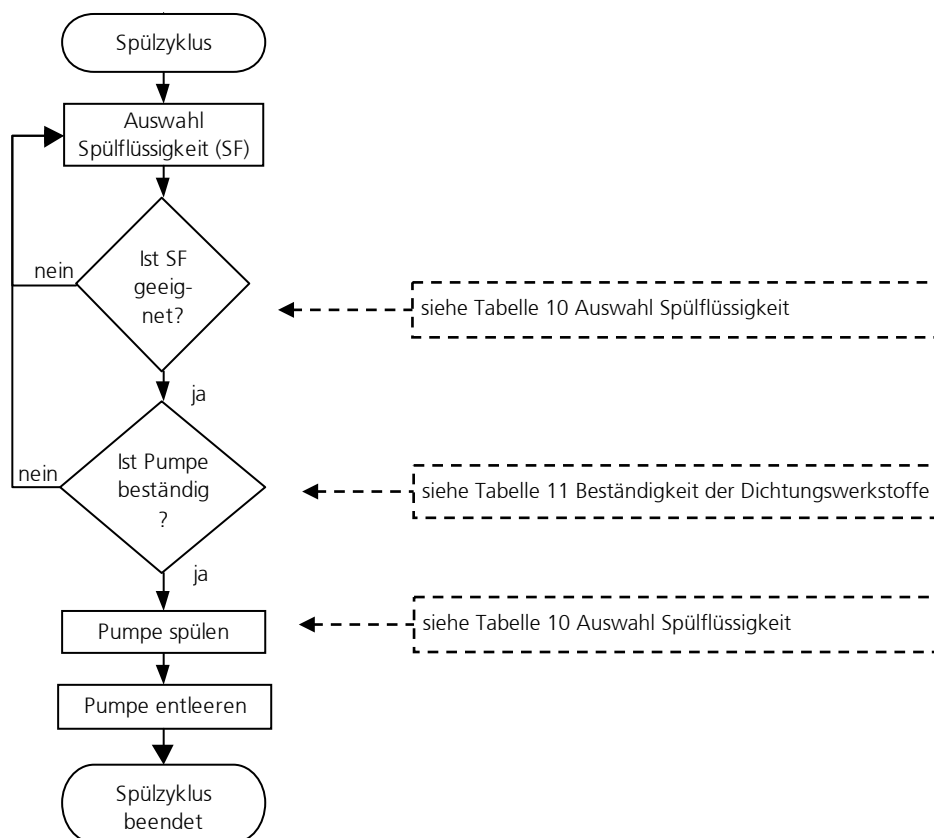 Spülzyklus
Auswahl
Spülflüssigkeit (SF)
Ist SF
geeig-
net?
nein
siehe Tabelle 10 Auswahl Spülflüssigkeit
ja
Ist Pumpe
beständig
?
nein
siehe Tabelle 11 Beständigkeit der Dichtungswerkstoffe
ja
Pumpe spülen
siehe Tabelle 10 Auswahl Spülflüssigkeit
Pumpe entleeren
Spülzyklus
beendet